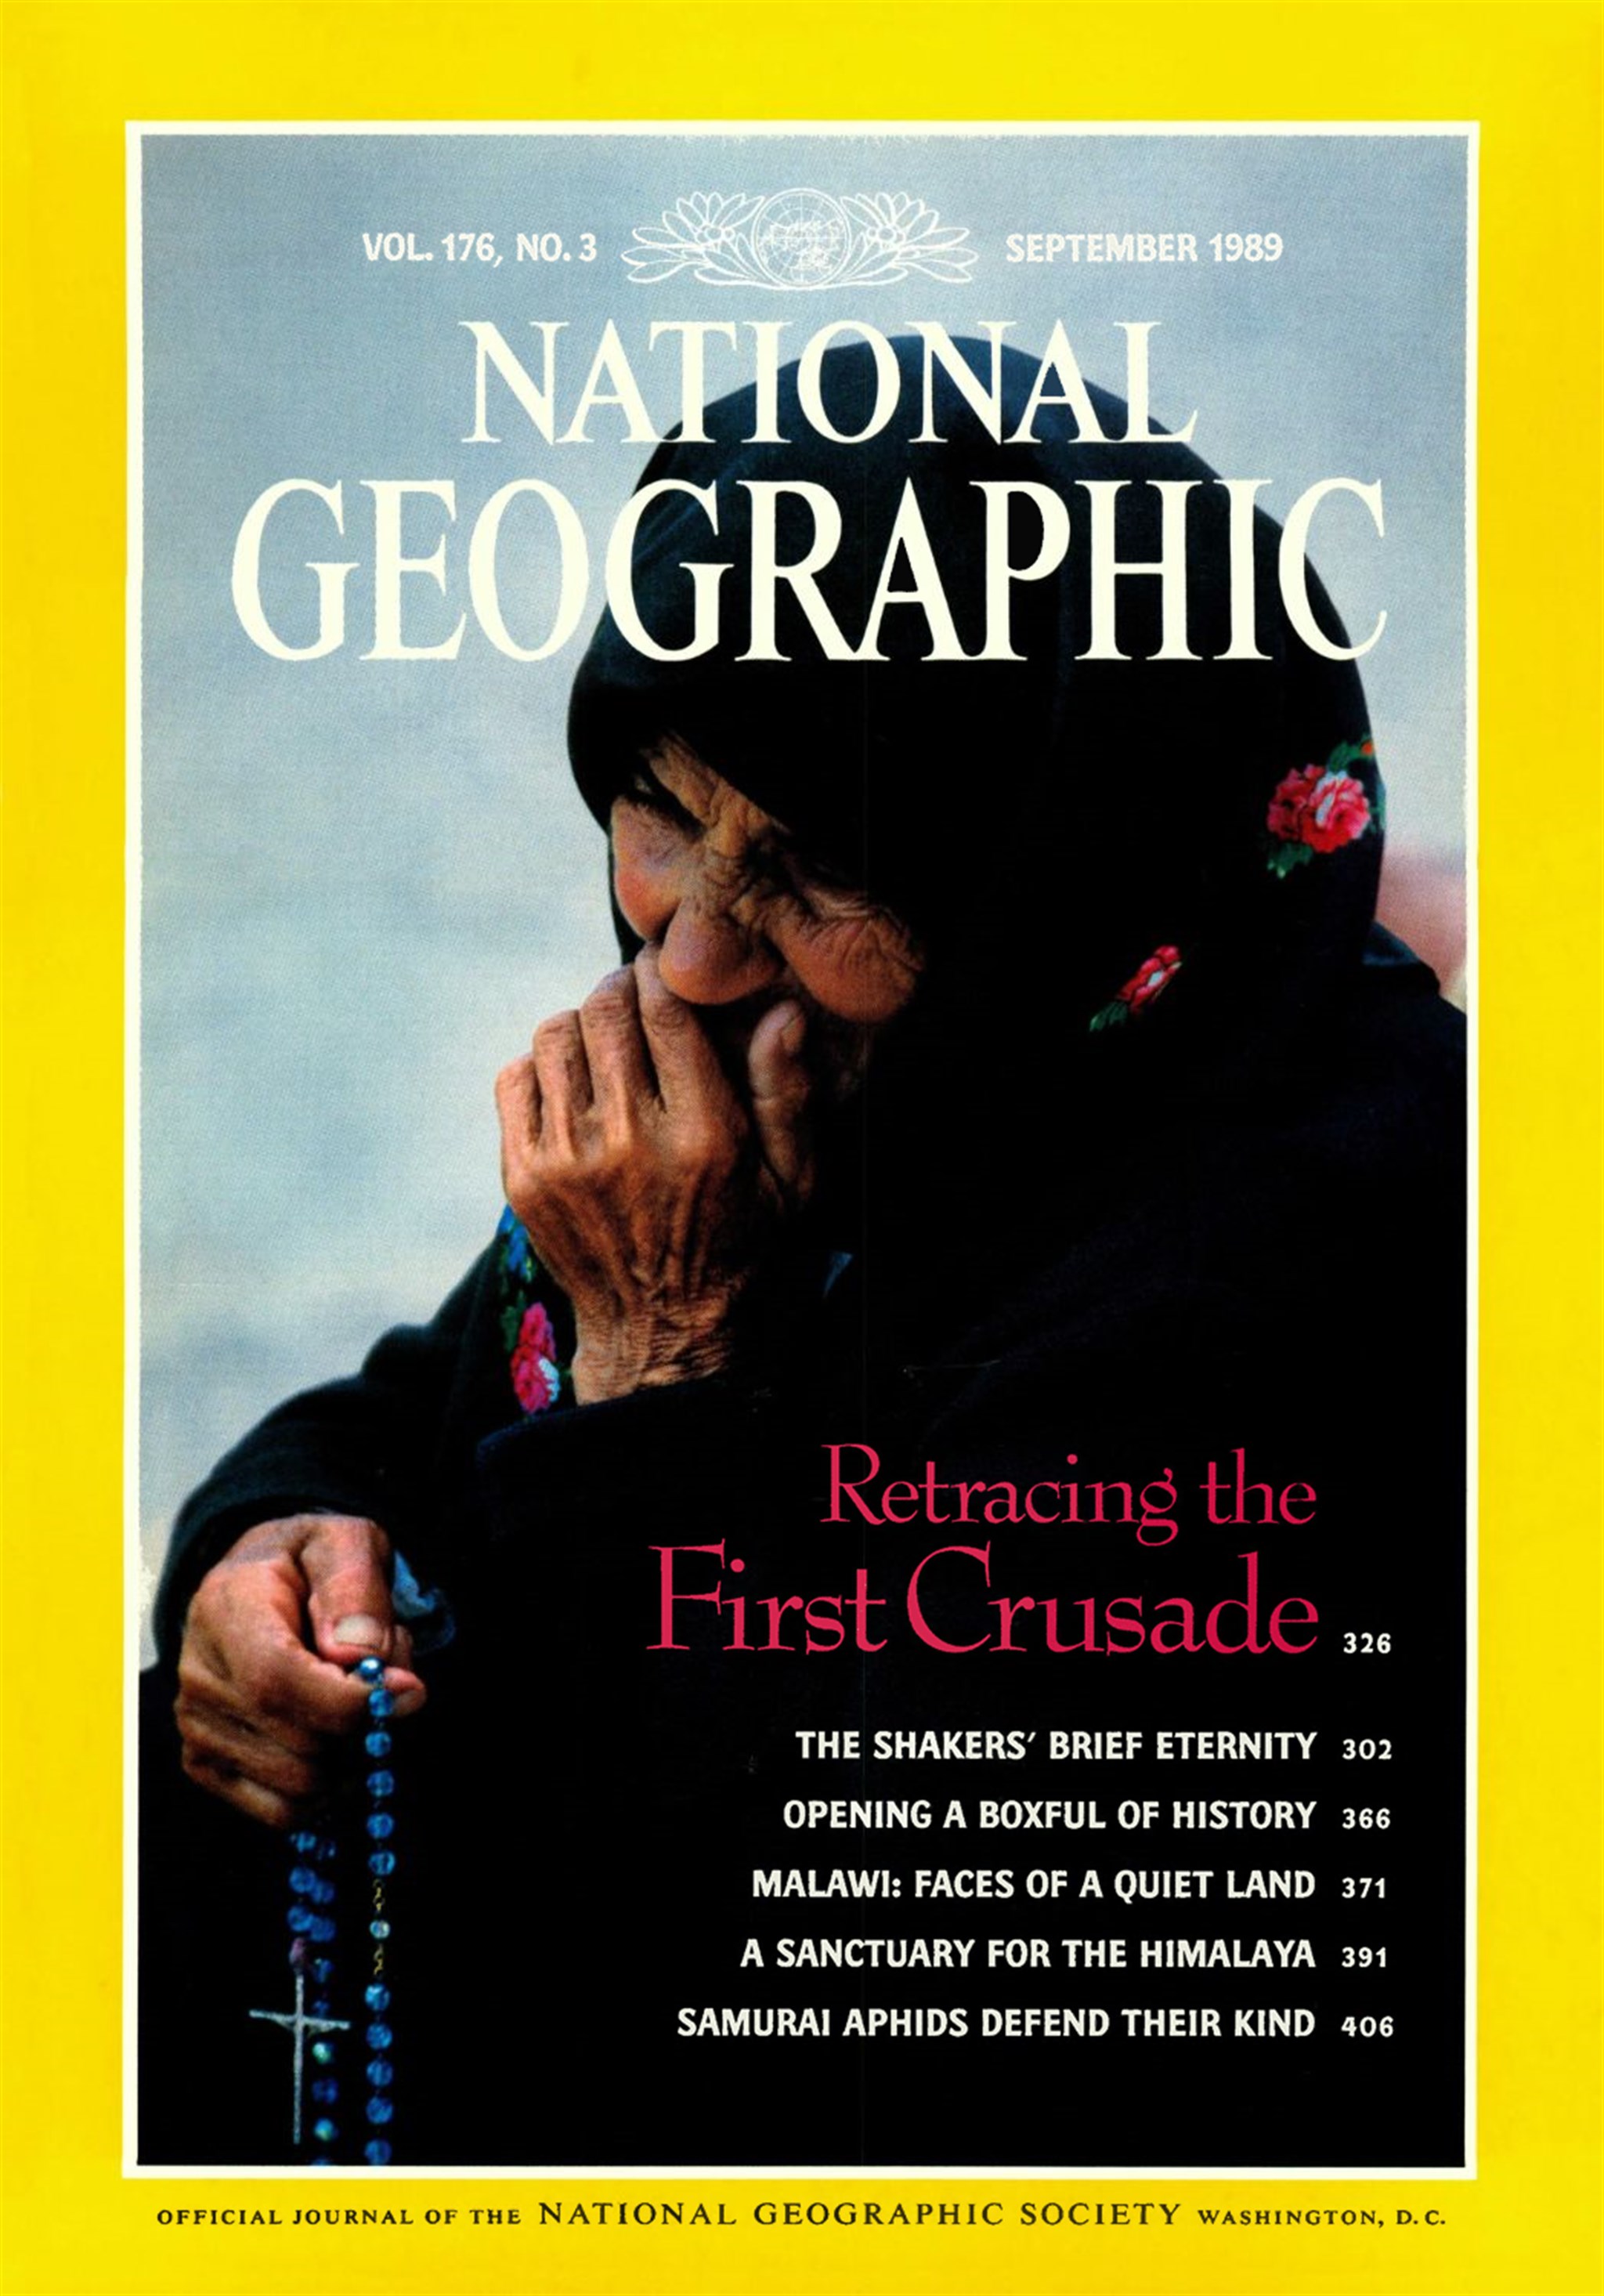 VOL. 176, NO. 3 SEPTEMBER 1989
NATIONAL
GEOGRAPHIC
Retracing the
First Crusade 326
THE SHAKERS' BRIEF ETERNITY 302
OPENING A BOXFUL OF HISTORY 366
MALAWI: FACES OF A QUIET LAND 371
A SANCTUARY FOR THE HIMALAYA 391
SAMURAI APHIDS DEFEND THEIR KIND 406
OFFICIAL JOURNAL OF THE NATIONAL GEOGRAPHIC SOCIETY WASHINGTON, D.C.